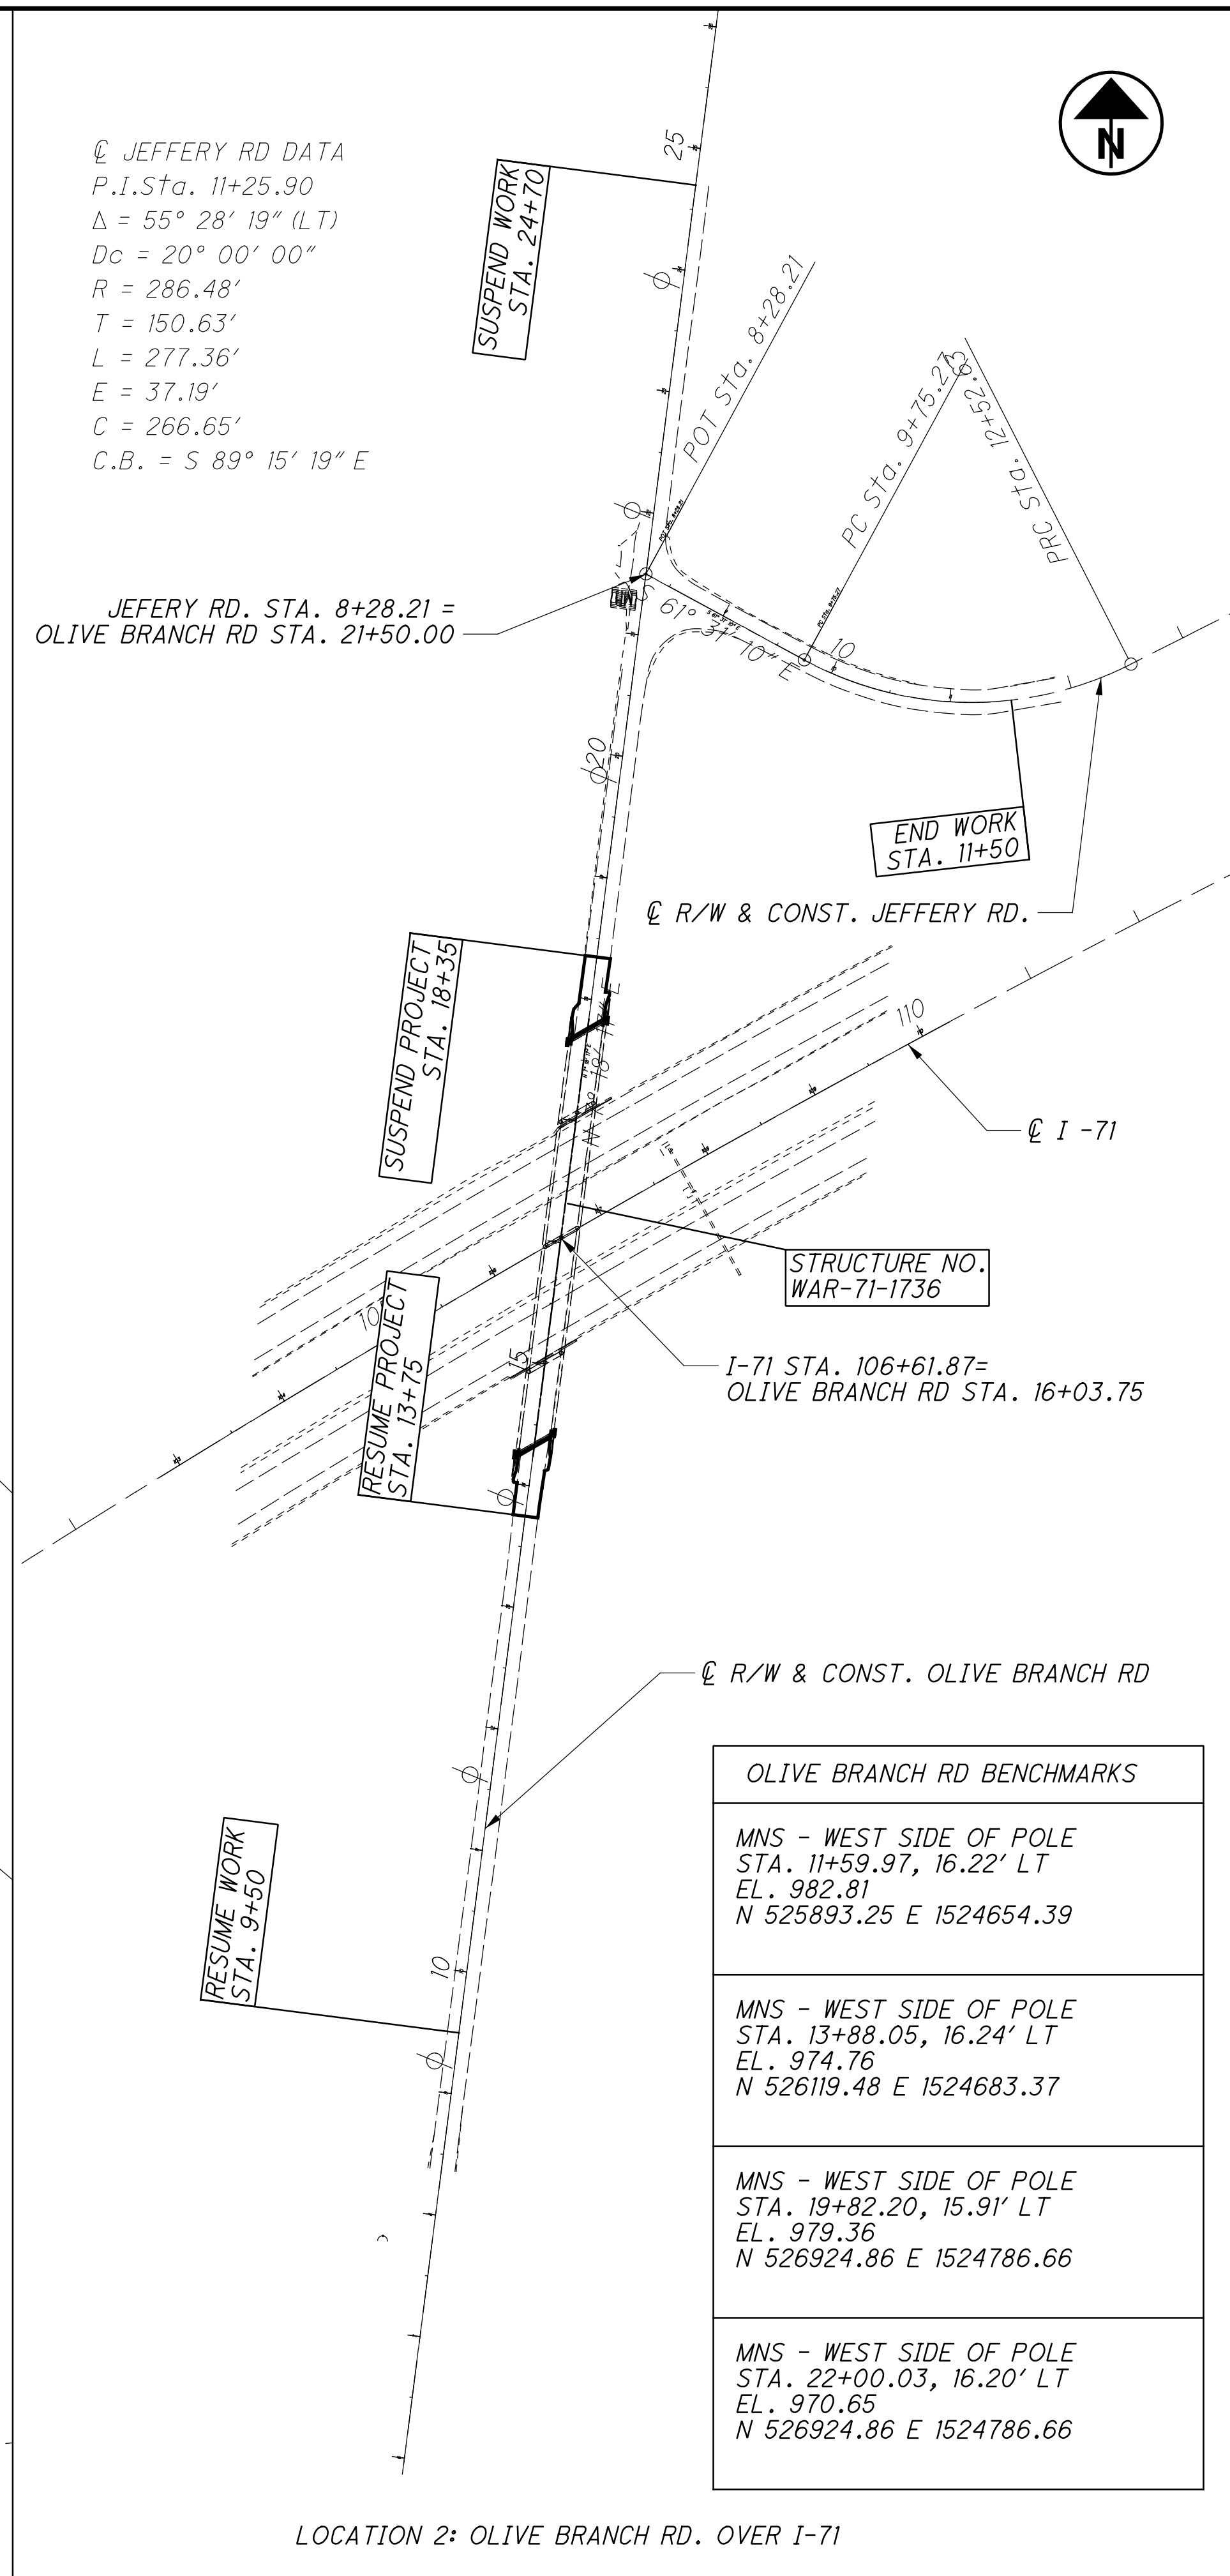 ℄ JEFFERY RD DATA
P.I.Sta. 11+25.90
Δ = 55° 28' 19" (LT)
Dc = 20° 00' 00"
R = 286.48'
T = 150.63'
L = 277.36'
E = 37.19'
C = 266.65'
C.B. = S 89° 15' 19" E
N
25
SUSPEND WORK
STA. 24+70
POT Sta. 8+28.21
PC Sta. 9+75.27
PRC Sta. 12+52.63
JEFERY RD. STA. 8+28.21 =
OLIVE BRANCH RD STA. 21+50.00
S 61° 31' 10" E
10
20
END WORK
STA. 11+50
℄ R/W & CONST. JEFFERY RD.
SUSPEND PROJECT
STA. 18+35
110
℄ I -71
STRUCTURE NO.
WAR-71-1736
RESUME PROJECT
STA. 13+75
15
I-71 STA. 106+61.87=
OLIVE BRANCH RD STA. 16+03.75
℄ R/W & CONST. OLIVE BRANCH RD
RESUME WORK
STA. 9+50
10
OLIVE BRANCH RD BENCHMARKS
MNS - WEST SIDE OF POLE
STA. 11+59.97, 16.22' LT
EL. 982.81
N 525893.25 E 1524654.39
MNS - WEST SIDE OF POLE
STA. 13+88.05, 16.24' LT
EL. 974.76
N 526119.48 E 1524683.37
MNS - WEST SIDE OF POLE
STA. 19+82.20, 15.91' LT
EL. 979.36
N 526924.86 E 1524786.66
MNS - WEST SIDE OF POLE
STA. 22+00.03, 16.20' LT
EL. 970.65
N 526924.86 E 1524786.66
LOCATION 2: OLIVE BRANCH RD. OVER I-71